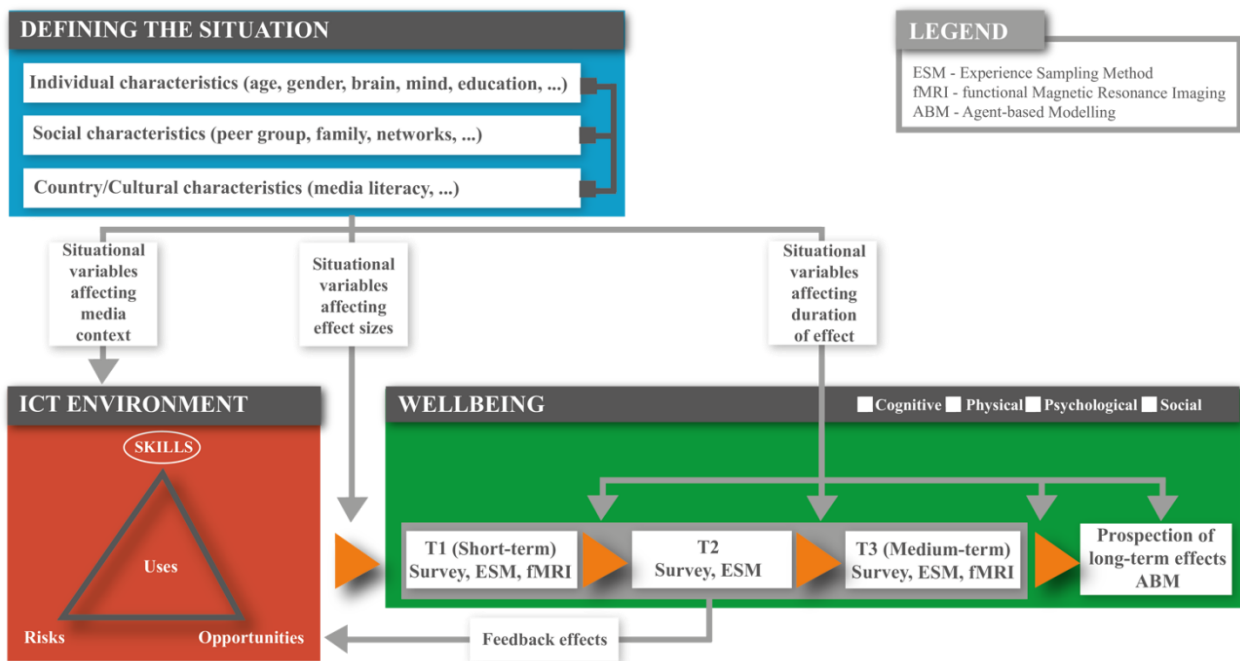 DEFINING THE SITUATION
Individual characteristics (age, gender, brain, mind, education, ...)
Social characteristics (peer group, family, networks, ...)
Country/Cultural characteristics (media literacy, ...)
LEGEND
ESM - Experience Sampling Method
fMRI - functional Magnetic Resonance Imaging
ABM - Agent-based Modelling
Situational
variables
affecting
media
context
Situational
variables
affecting
effect sizes
Situational
variables
affecting
duration
of effect
ICT ENVIRONMENT
SKILLS
Uses
Risks
Opportunities
WELLBEING
Cognitive Physical Psychological Social
T1 (Short-term)
Survey, ESM, fMRI
T2
Survey, ESM
T3 (Medium-term)
Survey, ESM, fMRI
Prospection of
long-term effects
ABM
Feedback effects